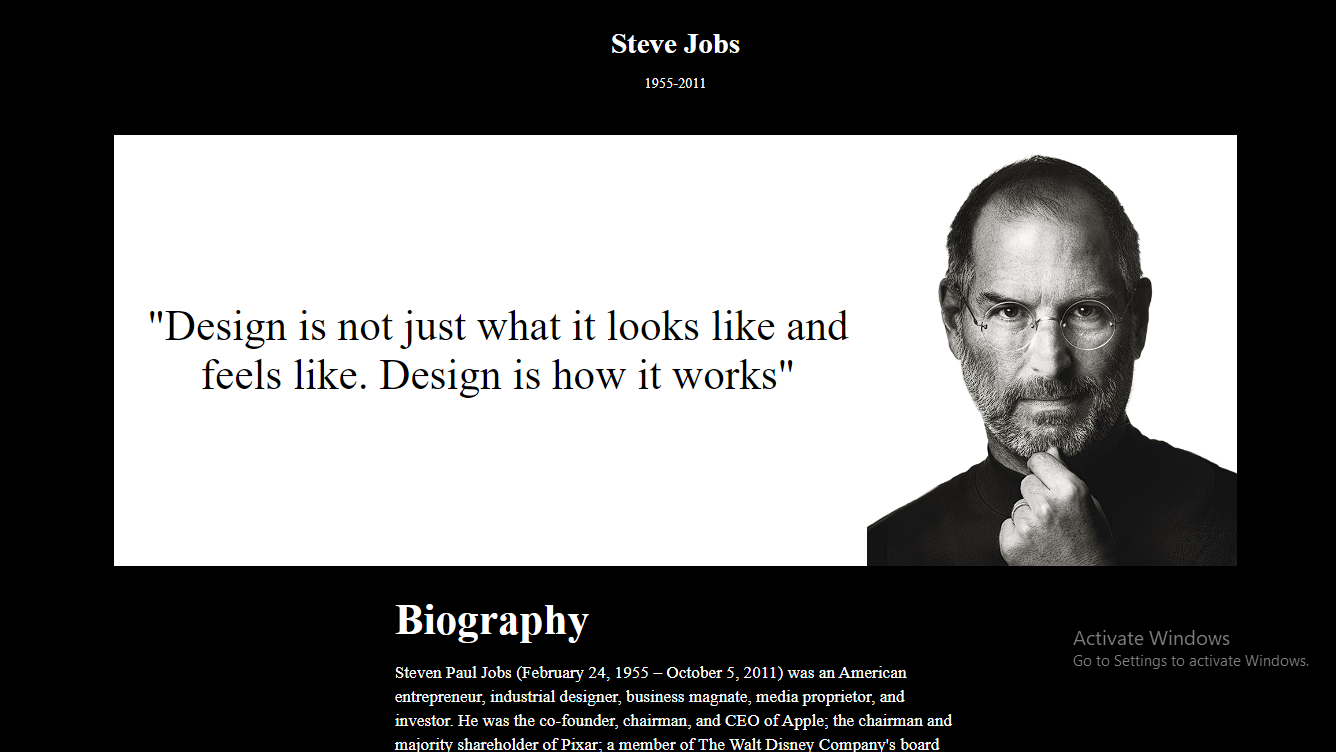 Steve Jobs
1955-2011
"Design is not just what it looks like and
feels like. Design is how it works"
Biography
Steven Paul Jobs (February 24, 1955 – October 5, 2011) was an American
entrepreneur, industrial designer, business magnate, media proprietor, and
investor. He was the co-founder, chairman, and CEO of Apple; the chairman and
majority shareholder of Pixar; a member of The Walt Disney Company's board
Activate Windows
Go to Settings to activate Windows.